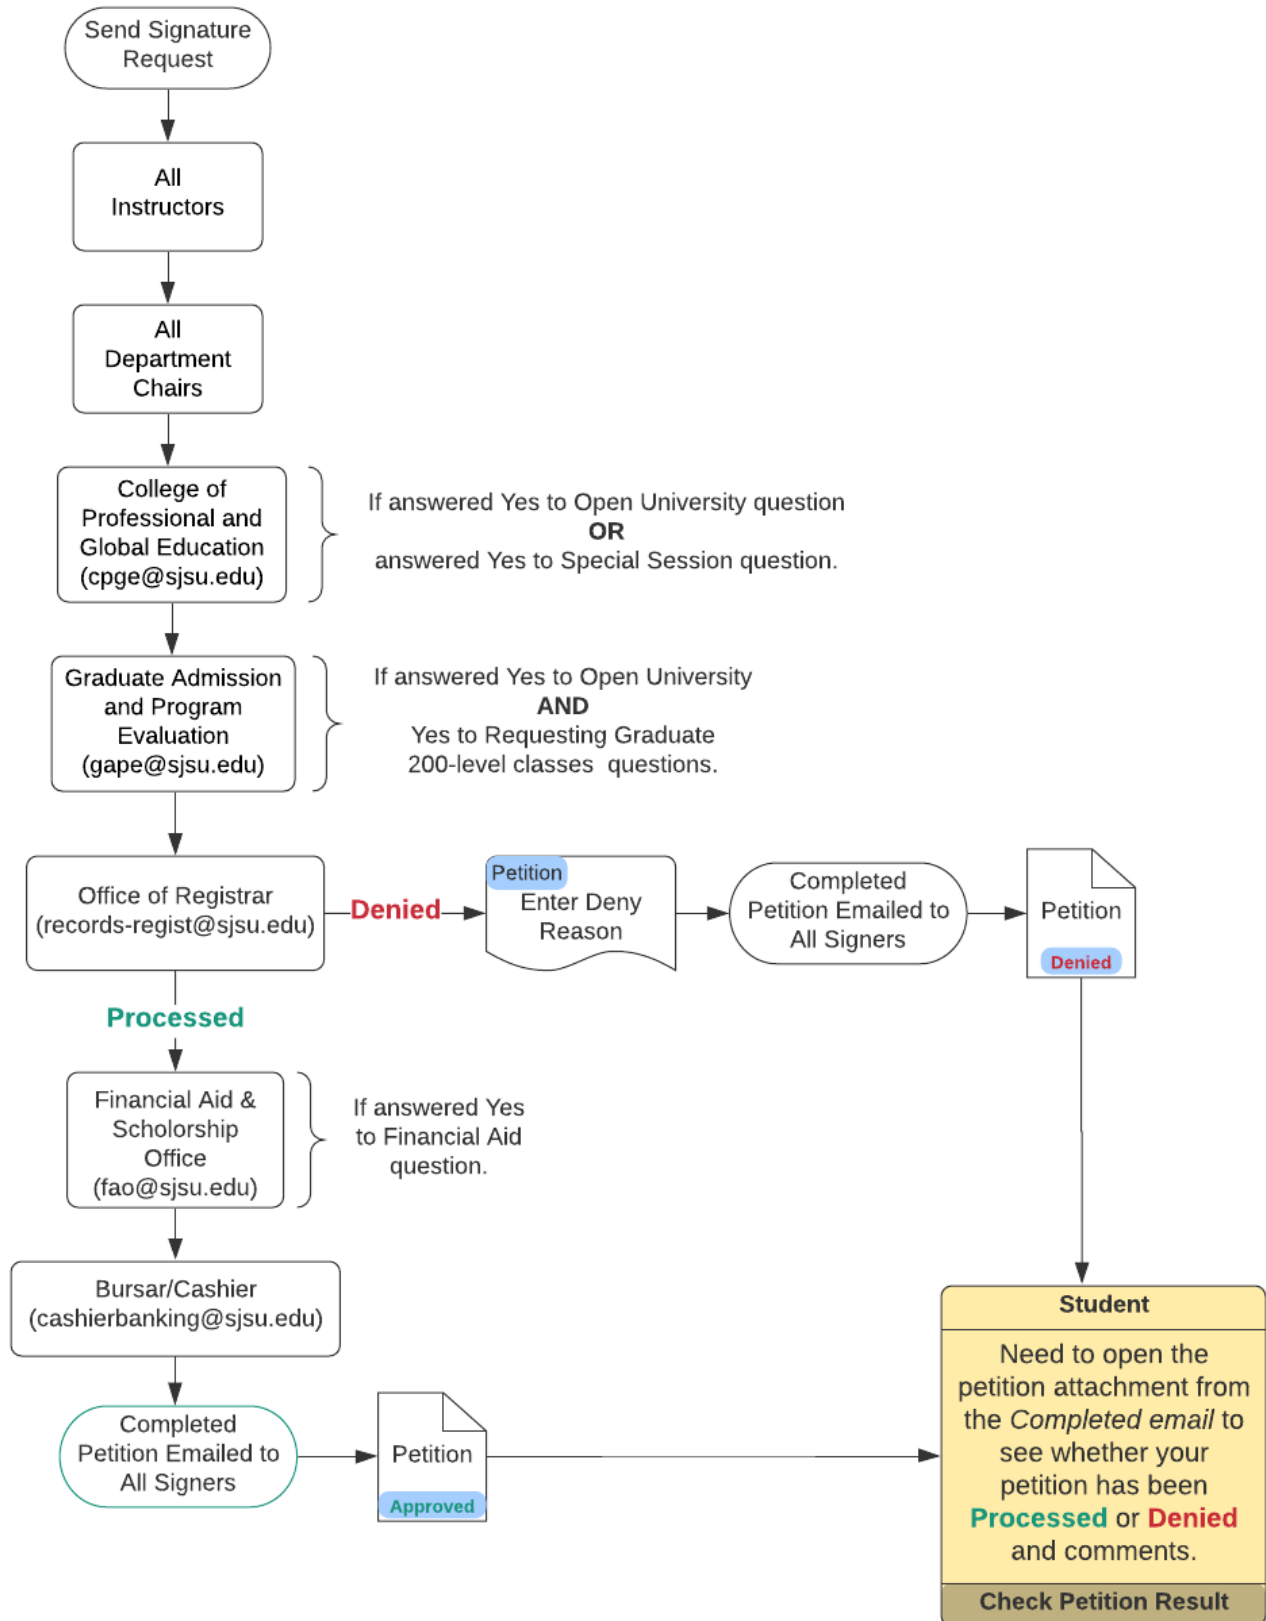 Send Signature
Request
All
Instructors
All
Department
Chairs
College of
Professional and
Global Education
(cpge@sjsu.edu)
If answered Yes to Open University question
OR
answered Yes to Special Session question.
Graduate Admission
and Program
Evaluation
(gape@sjsu.edu)
If answered Yes to Open University
AND
Yes to Requesting Graduate
200-level classes questions.
Office of Registrar
(records-regist@sjsu.edu)
Denied
Petition
Enter Deny
Reason
Completed
Petition Emailed to
All Signers
Petition
Denied
Processed
Financial Aid &
Scholorship
Office
(fao@sjsu.edu)
If answered Yes
to Financial Aid
question.
Bursar/Cashier
(cashierbanking@sjsu.edu)
Completed
Petition Emailed to
All Signers
Petition
Approved
Student
Need to open the
petition attachment from
the Completed email to
see whether your
petition has been
Processed or Denied
and comments.
Check Petition Result